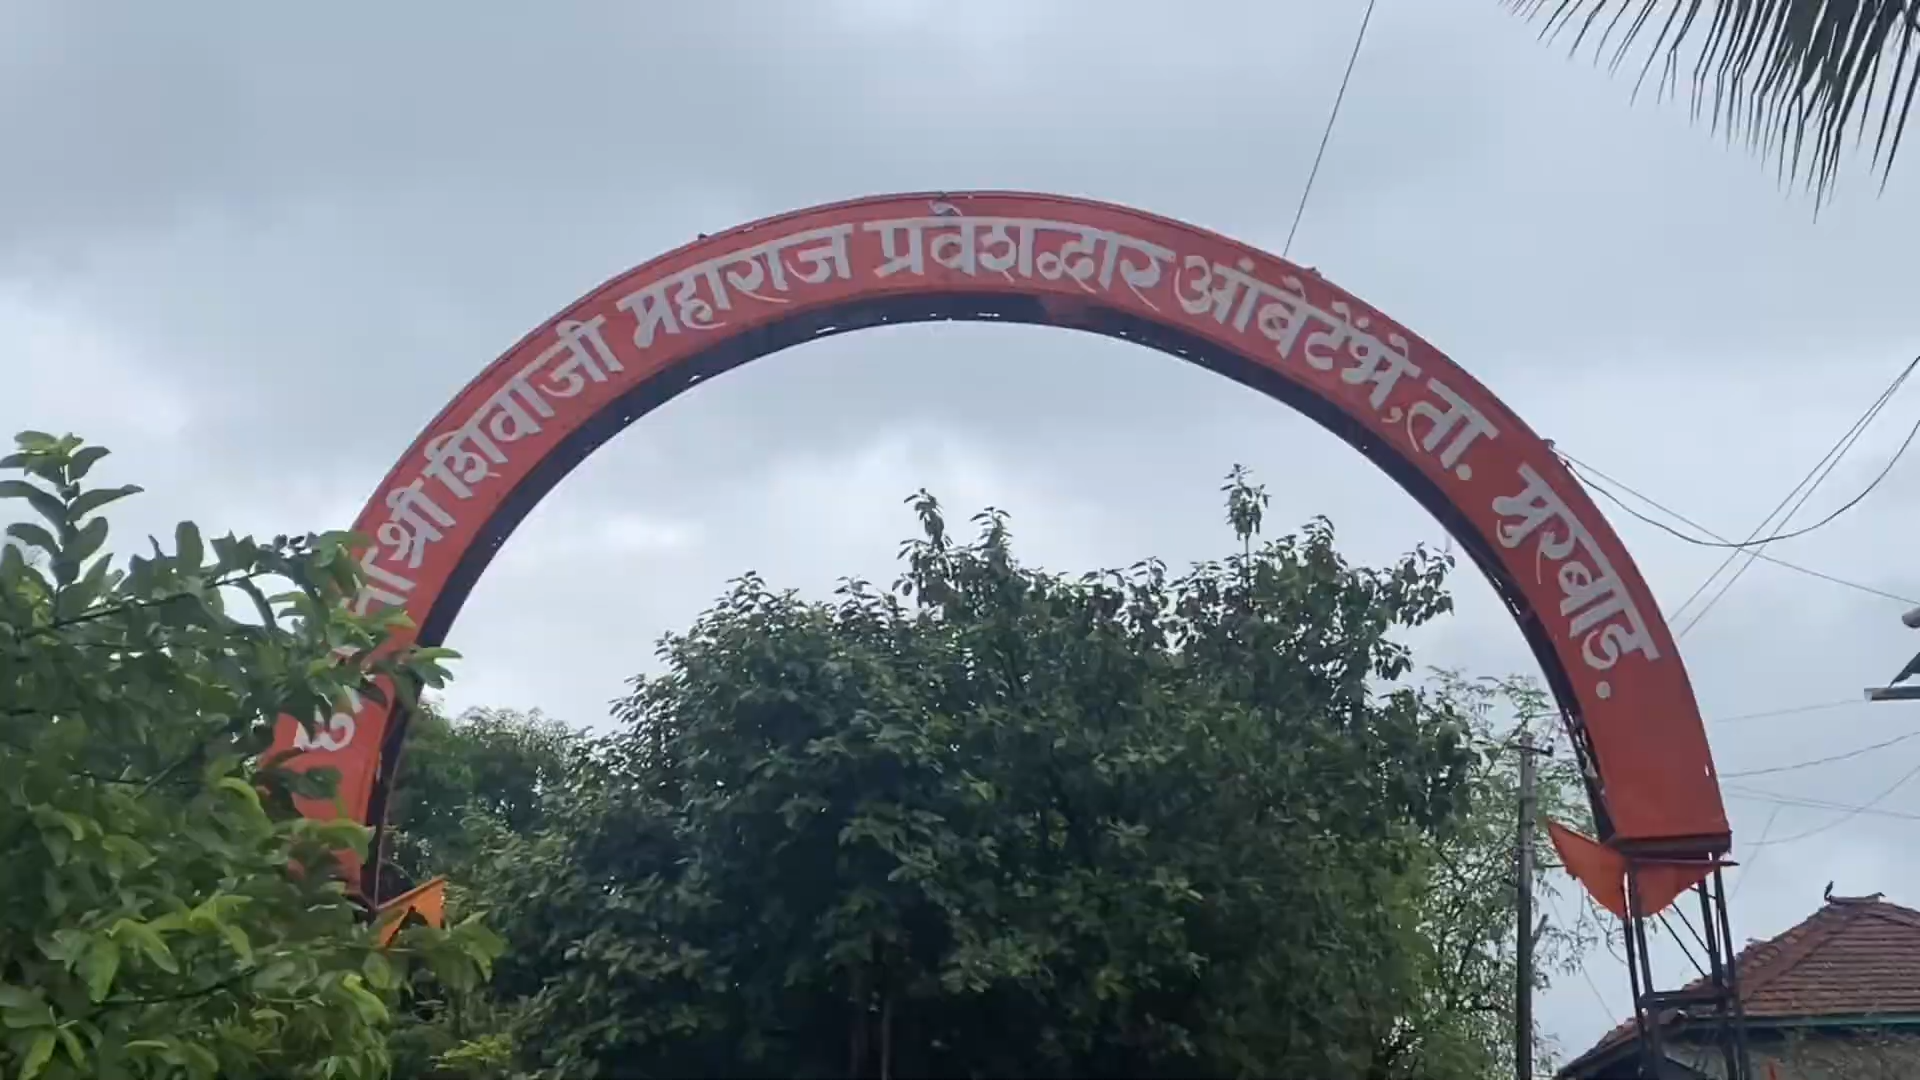 श्री शिवाजी महाराज प्रवेशद्वार आंबेटेंभे, ता. मुरबाड.